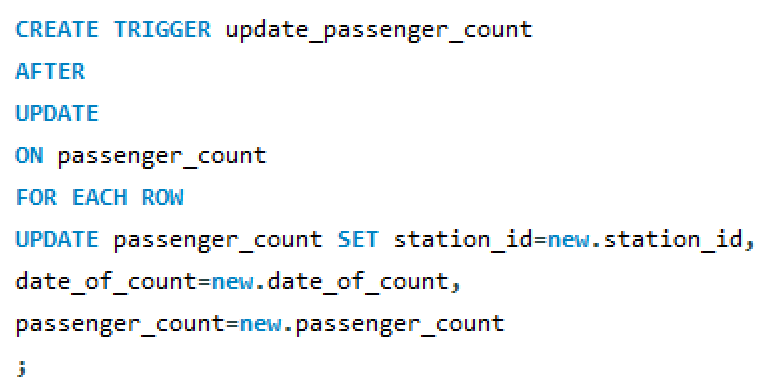 CREATE TRIGGER update_passenger_count
AFTER
UPDATE
ON passenger_count
FOR EACH ROW
UPDATE passenger_count SET station_id=new.station_id,
date_of_count=new.date_of_count,
passenger_count=new.passenger_count
;